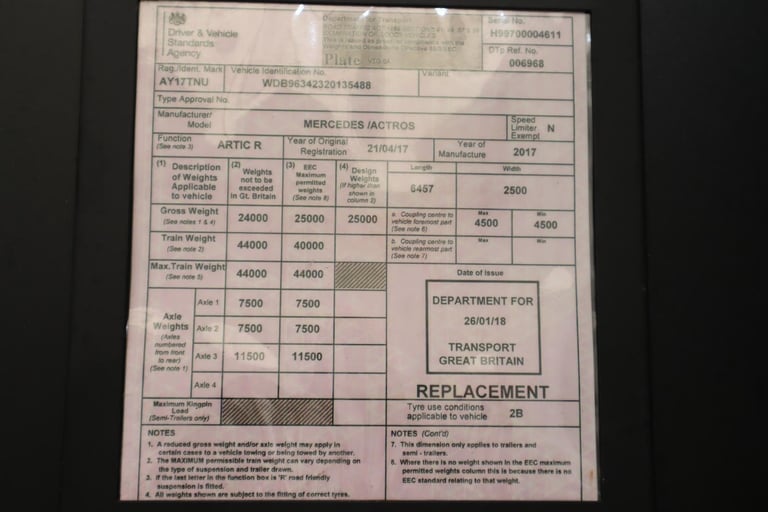 Driver & Vehicle
Standards
Agency
Department for Transport
Plate VTG 6A
Serial No.
H99700004611
DTp Ref. No.
006968
Reg./Ident. Mark
AY17TNU
Vehicle Identification No.
WDB96342320135488
Variant
Type Approval No.
Manufacturer/
Model
MERCEDES /ACTROS
Speed
Limiter
Exempt
N
Function
(See note 3)
ARTIC R
Year of Original
Registration
21/04/17
Year of
Manufacture
2017
(1) Description
of Weights
Applicable
to vehicle
(2)
Weights
not to be
exceeded
in Gt. Britain
(3) EEC
Maximum
permitted
weights
(See note 8)
(4) Design
Weights
(if higher than
shown in
column 2)
Length
6457
Width
2500
Gross Weight
(See notes 1 & 4)
24000
25000
25000
a. Coupling centre to
vehicle foremost part
(See note 6)
Max
4500
Min
4500
Train Weight
(See note 2)
44000
40000
b. Coupling centre to
vehicle rearmost part
(See note 7)
Max
Min
Max.Train Weight
(See note 5)
44000
44000
Date of Issue
Axle
Weights
(Axles
numbered
from front
to rear)
(See note 1)
Axle 1
7500
7500
Axle 2
7500
7500
Axle 3
11500
11500
Axle 4
DEPARTMENT FOR
26/01/18
TRANSPORT
GREAT BRITAIN
REPLACEMENT
Maximum Kingpin
Load
(Semi-Trailers only)
Tyre use conditions
applicable to vehicle
2B
NOTES
1. A reduced gross weight and/or axle weight may apply in
certain cases to a vehicle towing or being towed by another.
2. The MAXIMUM permissible train weight can vary depending on
the type of suspension and trailer drawn.
3. If the last letter in the function box is 'R' road friendly
suspension is fitted.
4. All weights shown are subject to the fitting of correct tyres.
NOTES (Cont'd)
7. This dimension only applies to trailers and
semi - trailers.
8. Where there is no weight shown in the EEC maximum
permitted weights column this is because there is no
EEC standard relating to that weight.